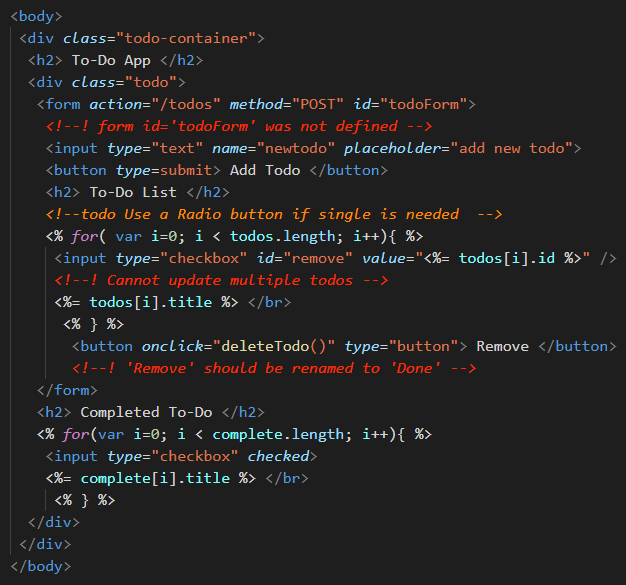 <body>
<div class="todo-container">
<h2> To-Do App </h2>
<div class="todo">
<form action="/todos" method="POST" id="todoForm">
<!--! form id='todoForm' was not defined -->
<input type="text" name="newtodo" placeholder="add new todo">
<button type=submit> Add Todo </button>
<h2> To-Do List </h2>
<!--todo Use a Radio button if single is needed  -->
<% for( var i=0; i < todos.length; i++){ %>
<input type="checkbox" id="remove" value="<%= todos[i].id %>" />
<!--! Cannot update multiple todos -->
<%= todos[i].title %> </br>
<% } %>
<button onclick="deleteTodo()" type="button"> Remove </button>
<!--! 'Remove' should be renamed to 'Done' -->
</form>
<h2> Completed To-Do </h2>
<% for(var i=0; i < complete.length; i++){ %>
<input type="checkbox" checked>
<%= complete[i].title %> </br>
<% } %>
</div>
</div>
</body>